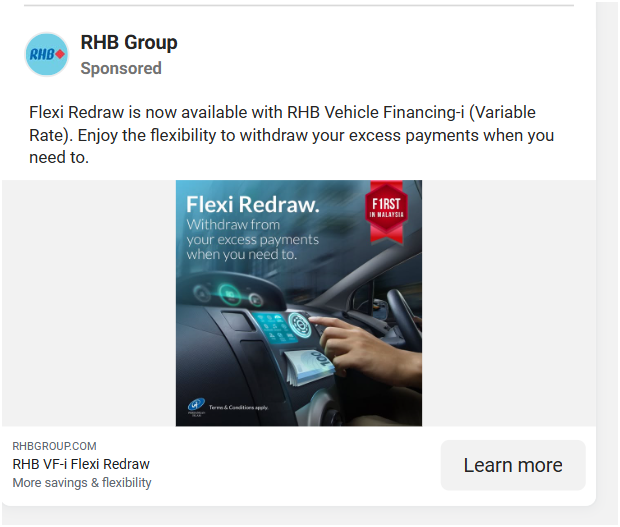 RHB
RHB Group
Sponsored
Flexi Redraw is now available with RHB Vehicle Financing-i (Variable
Rate). Enjoy the flexibility to withdraw your excess payments when you
need to.
Flexi Redraw.
Withdraw from
your excess payments
when you need to.
F1RST
IN MALAYSIA
100
Terms & Conditions apply.
RHBGROUP.COM
RHB VF-i Flexi Redraw
More savings & flexibility
Learn more